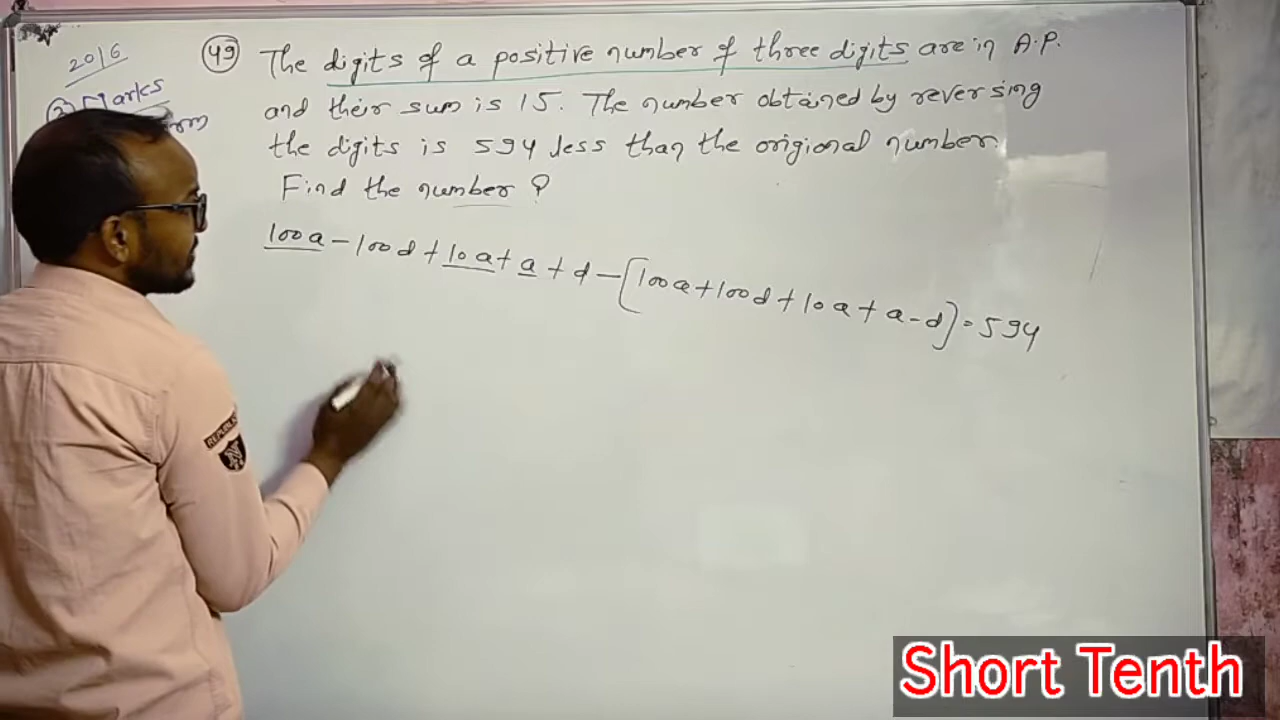 2016
Marks
49 The digits of a positive number of three digits are in A.P.
and their sum is 15. The number obtained by reversing
the digits is 594 less than the origional number.
Find the number ?
100a - 100d + 10a + a + d - [100a + 100d + 10a + a - d] = 594
Short Tenth